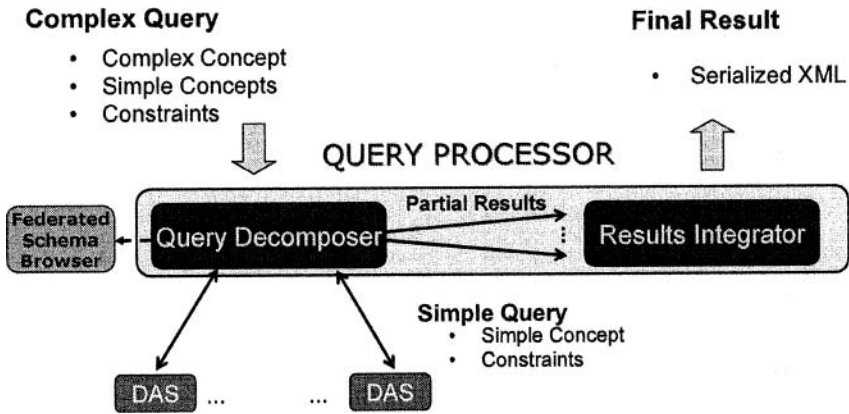 Complex Query
• Complex Concept
• Simple Concepts
• Constraints
Final Result
• Serialized XML
QUERY PROCESSOR
Federated
Schema
Browser
Query Decomposer
Partial Results
...
Results Integrator
Simple Query
• Simple Concept
• Constraints
DAS ... ... DAS